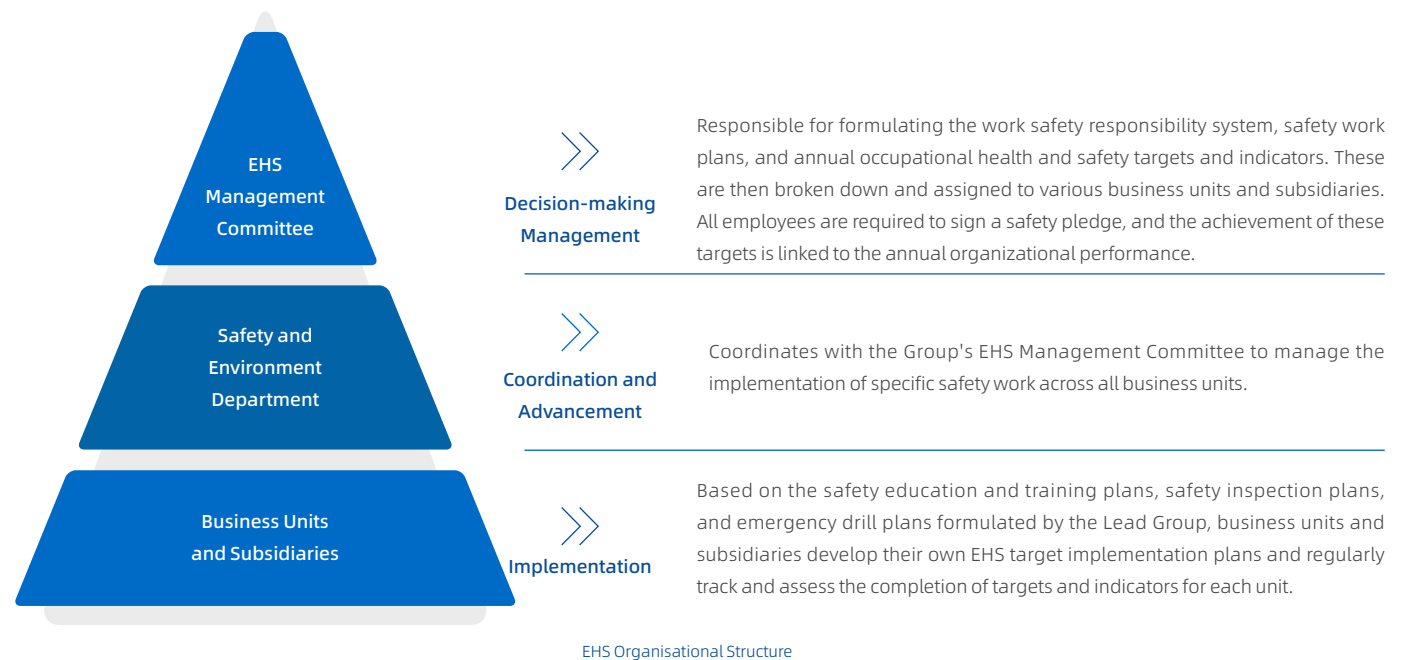 EHS
Management
Committee
Decision-making
Management
Responsible for formulating the work safety responsibility system, safety work
plans, and annual occupational health and safety targets and indicators. These
are then broken down and assigned to various business units and subsidiaries.
All employees are required to sign a safety pledge, and the achievement of these
targets is linked to the annual organizational performance.
Safety and
Environment
Department
Coordination and
Advancement
Coordinates with the Group's EHS Management Committee to manage the
implementation of specific safety work across all business units.
Business Units
and Subsidiaries
Implementation
Based on the safety education and training plans, safety inspection plans,
and emergency drill plans formulated by the Lead Group, business units and
subsidiaries develop their own EHS target implementation plans and regularly
track and assess the completion of targets and indicators for each unit.
EHS Organisational Structure